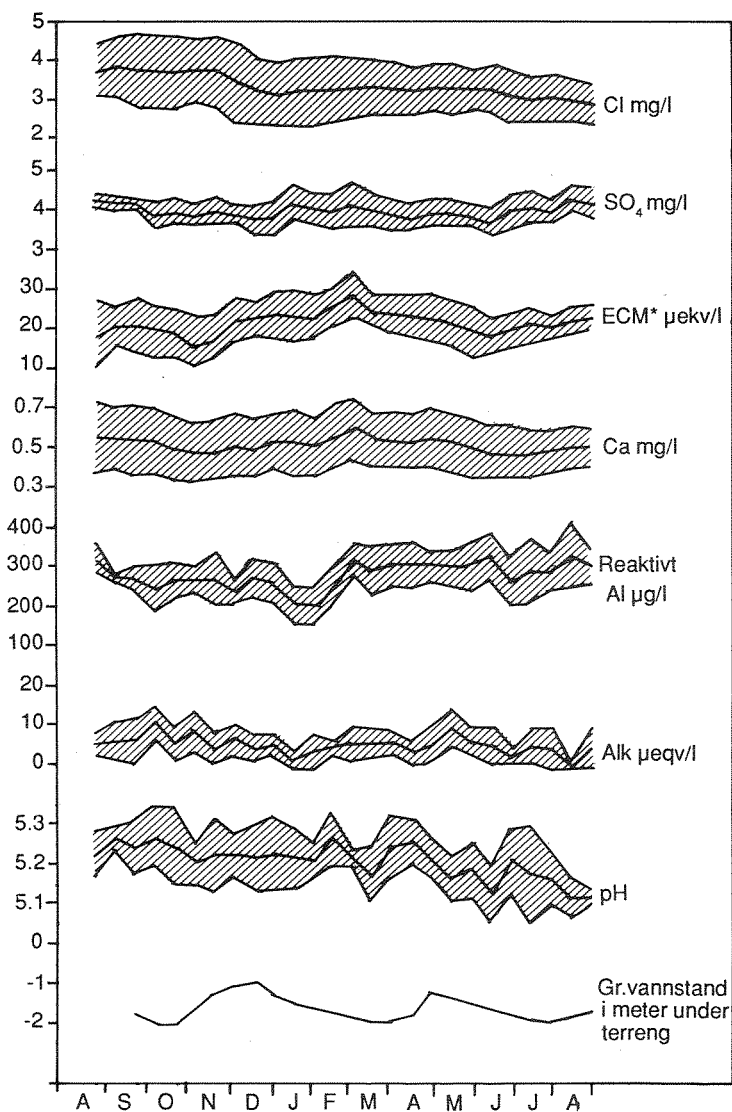 5
4
3
2
Cl mg/l
5
4
3
SO4 mg/l
30
20
10
ECM* µekv/l
0.7
0.5
0.3
Ca mg/l
400
300
200
100
Reaktivt
Al µg/l
20
10
0
Alk µeqv/l
5.3
5.2
5.1
pH
0
-1
-2
Gr.vannstand
i meter under
terreng
A S O N D J F M A M J J A